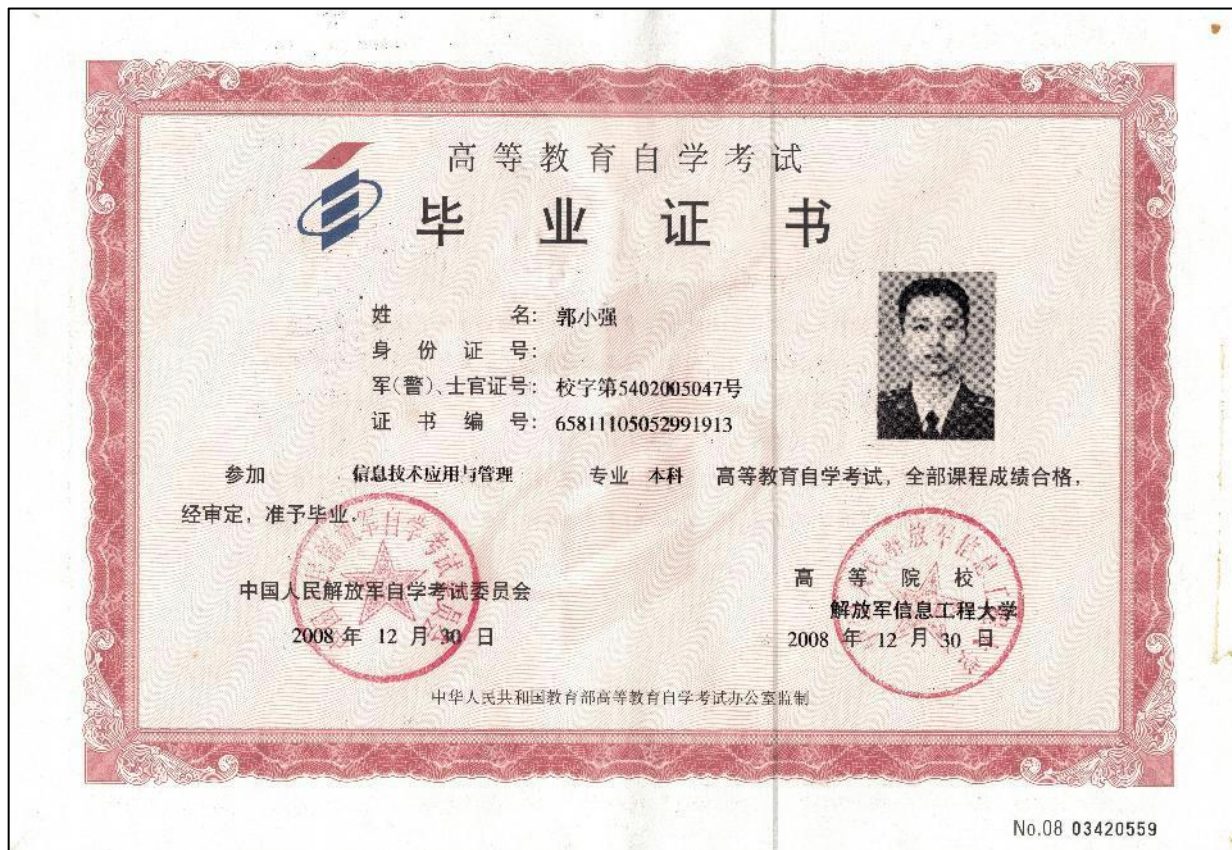 高等教育自学考试
毕业证书
姓名：郭小强
身份证号：
军(警)、士官证号：校字第5402005047号
证书编号：65811105052991913
参加 信息技术应用与管理 专业 本科 高等教育自学考试，全部课程成绩合格，
经审定，准予毕业。
中国人民解放军自学考试委员会
2008 年 12 月 30 日
高等院校
解放军信息工程大学
2008 年 12 月 30 日
中华人民共和国教育部高等教育自学考试办公室监制
No.08 03420559